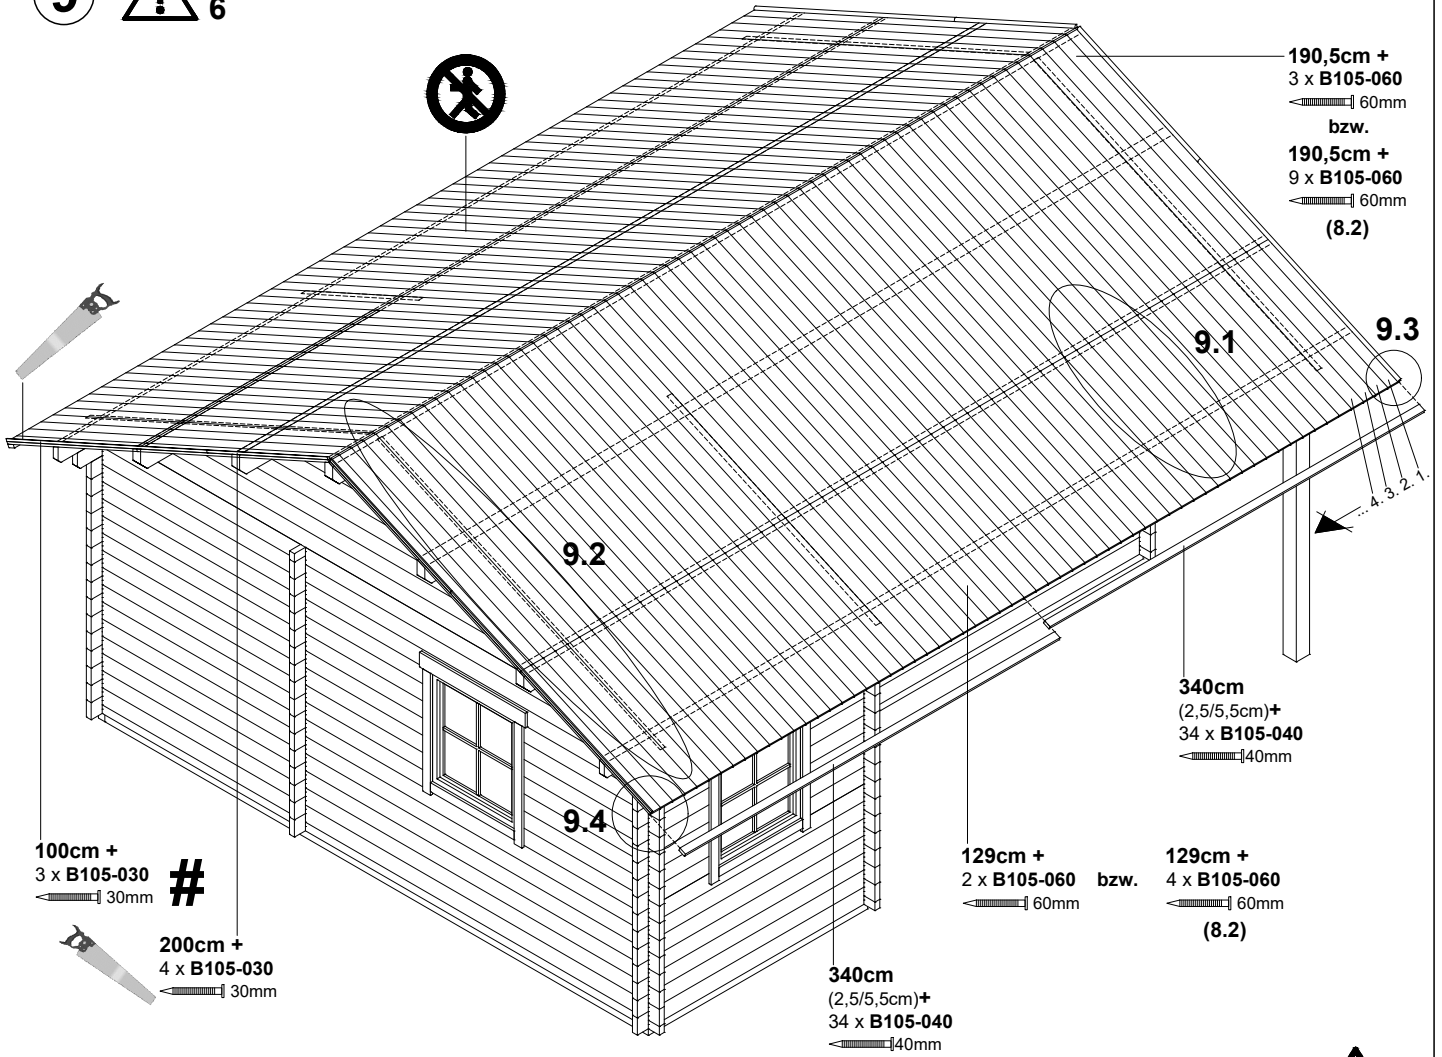 9
!
6
190,5cm +
3 x B105-060
60mm
bzw.
190,5cm +
9 x B105-060
60mm
(8.2)
9.1
9.3
... 4. 3. 2. 1.
9.2
9.4
340cm
(2,5/5,5cm)+
34 x B105-040
40mm
100cm +
3 x B105-030
30mm
#
129cm +
2 x B105-060
60mm
bzw.
129cm +
4 x B105-060
60mm
(8.2)
200cm +
4 x B105-030
30mm
340cm
(2,5/5,5cm)+
34 x B105-040
40mm